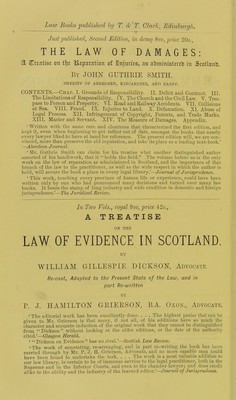 Law Books published by T. & T. Clark, Edinburgh.
Just published, Second Edition, in demy 8vo, price 20s.,
THE LAW OF DAMAGES:
A Treatise on the Reparation of Injuries, as administered in Scotland.
BY JOHN GUTHRIE SMITH,
SHERIFF OF ABERDEEN, KINCARDINE, AND BANFF.
CONTENTS.—CHAP. I. Grounds of Responsibility. II. Delict and Contract. III.
The Limitations of Responsibility. IV. The Church and the Civil Law. V. Tres-
pass to Person and Property. VI. Road and Railway Accidents. VII. Collisions
at Sea. VIII. Fraud. IX. Injuries to Land. X. Defamation. XI. Abuse of
Legal Process. XII. Infringement of Copyright, Patents, and Trade Marks.
XIII. Master and Servant. XIV. The Measure of Damages. Appendix.
'Written with the same care and clearness that characterized the first edition, and
kept it, even when beginning to get rather out of date, amongst the books that nearly
every lawyer liked to have at hand for reference. The present edition will, we are con-
vinced, more than preserve the old reputation, and take its place as a leading text-book.'
—Aberdeen Journal.
'Mr. Guthrie Smith can claim for his treatise what another distinguished author
asserted of his handiwork, that it "holds the field." The volume before us is the only
work on the law of reparation as administered in Scotland, and the importance of that
branch of the law to the practitioner, as well as the wide respect in which the author is
held, will secure the book a place in every legal library.'—Journal of Jurisprudence.
'This work, touching every practice of human life or experience, could have been
written only by one who had possessed many decisions and turned over many law
books. It bears the stamp of long industry and wide erudition in domestic and foreign
jurisprudence.'—The Juridical Review.
In Two Vols., royal 8vo, price 42s.,
A TREATISE
ON THE
LAW OF EVIDENCE IN SCOTLAND.
BY
WILLIAM GILLESPIE DICKSON, ADVOCATE.
Re-cast, Adapted to the Present State of the Law, and in
part Re-written
BY
P. J. HAMILTON GRIERSON, BA. OXON., ADVOCATE.
'The editorial work has been excellently done. . . . The highest praise that can be
given to Mr. Grierson is that many, if not all, of his additions have so much the
character and acquate induction of the original work that they cannot be distinguished
from "Dickson" without looking at the older editions, or the date of the authority
cited.'—Glasgow Herald.
'"Dickson on Evidence" has no rival.'—Scottish Law Review.
'The work of annotating, rearranging, and in part re-writing the book has been
carried through by Mr. P. J. H. Grierson, Advocate, and no more capable man could
have been found to undertake the task. . . . The work is a most valuable addition to
our law library, is certain to be of immense service to the legal practitioner, both in the
Supreme and in the Inferior Courts, and even to the chamber lawyer; and does credit
alike to the ability and the industry of the learned editor.'—Journal of Jurisprudence.